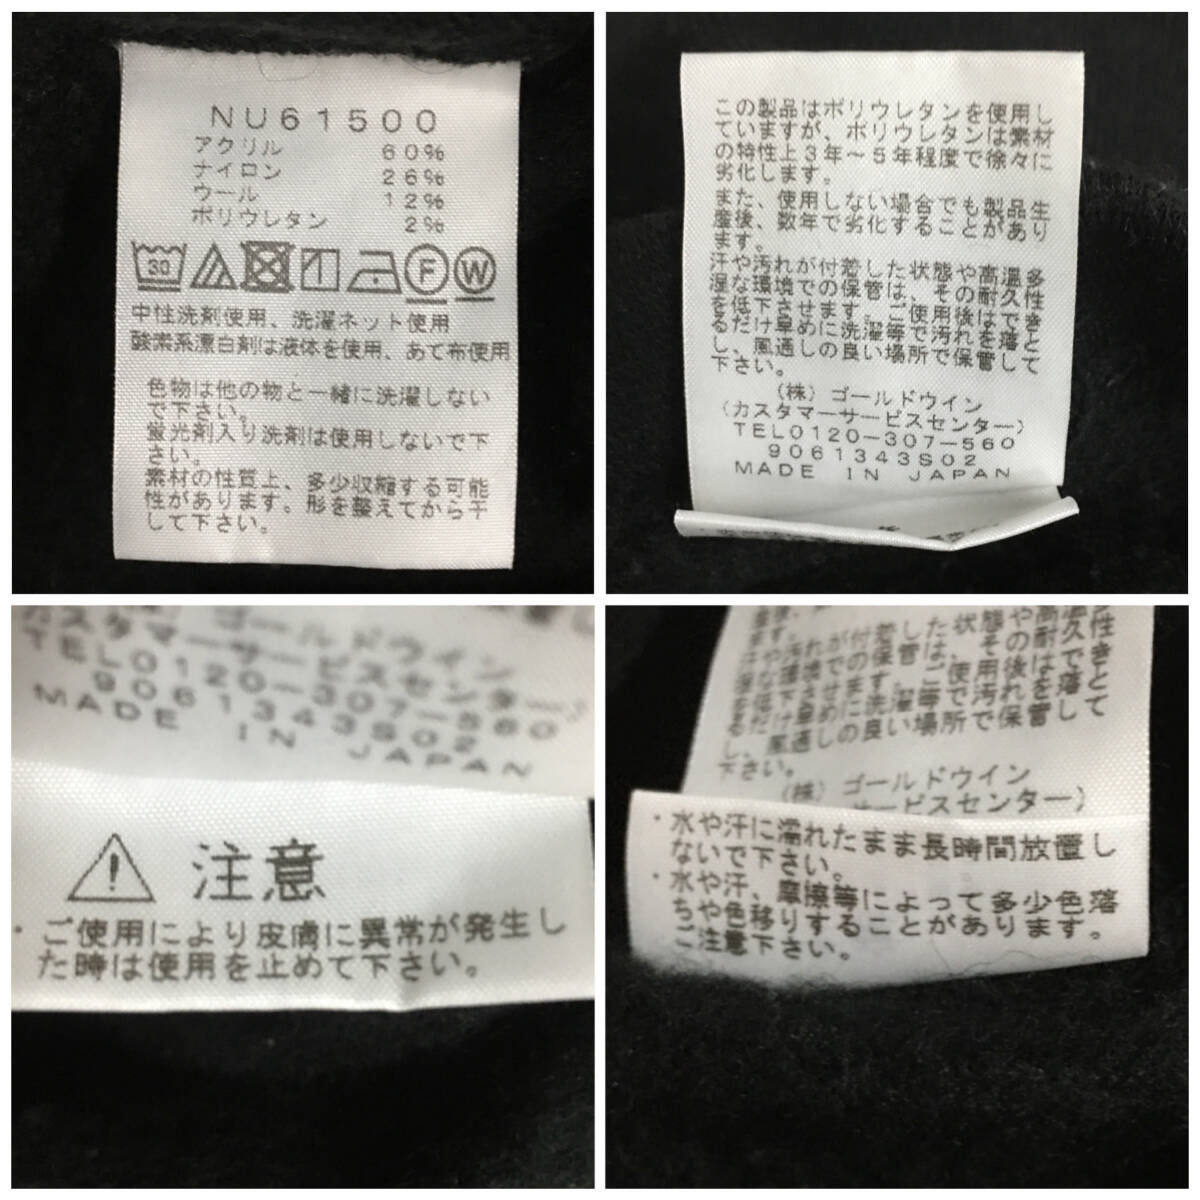 NU61500
アクリル 60%
ナイロン 26%
ウール 12%
ポリウレタン 2%
30
F W
中性洗剤使用、洗濯ネット使用
酸素系漂白剤は液体を使用、あて布使用
色物は他の物と一緒に洗濯しない
で下さい。
蛍光剤入り洗剤は使用しないで下
さい。
素材の性質上、多少収縮する可能
性があります。形を整えてから干
して下さい。
この製品はポリウレタンを使用し
ていますが、ポリウレタンは素材
の特性上3年～5年程度で徐々に
劣化します。
また、使用しない場合でも製品生
産後、数年で劣化することがあり
ます。
汗や汚れが付着した状態や高温多
湿な環境での保管は、その耐久性
を低下させます。ご使用後はでき
るだけ早めに洗濯等で汚れを落と
し、風通しの良い場所で保管して
下さい。
(株)ゴールドウイン
(カスタマーサービスセンター)
TEL0120-307-560
9061343S02
MADE IN JAPAN
(株)ゴールドウイン
カスタマーサービスセンター)
TEL0120-307-560
9061343S02
MADE IN JAPAN
注意
・ご使用により皮膚に異常が発生し
た時は使用を止めて下さい。
ます。
汗や汚れが付着した状態や高温多
湿な環境での保管は、その耐久性
を低下させます。ご使用後はでき
るだけ早めに洗濯等で汚れを落と
し、風通しの良い場所で保管して
下さい。
(株)ゴールドウイン
サービスセンター)
・水や汗に濡れたまま長時間放置し
ないで下さい。
・水や汗、摩擦等によって多少色落
ちや色移りすることがあります。
ご注意下さい。